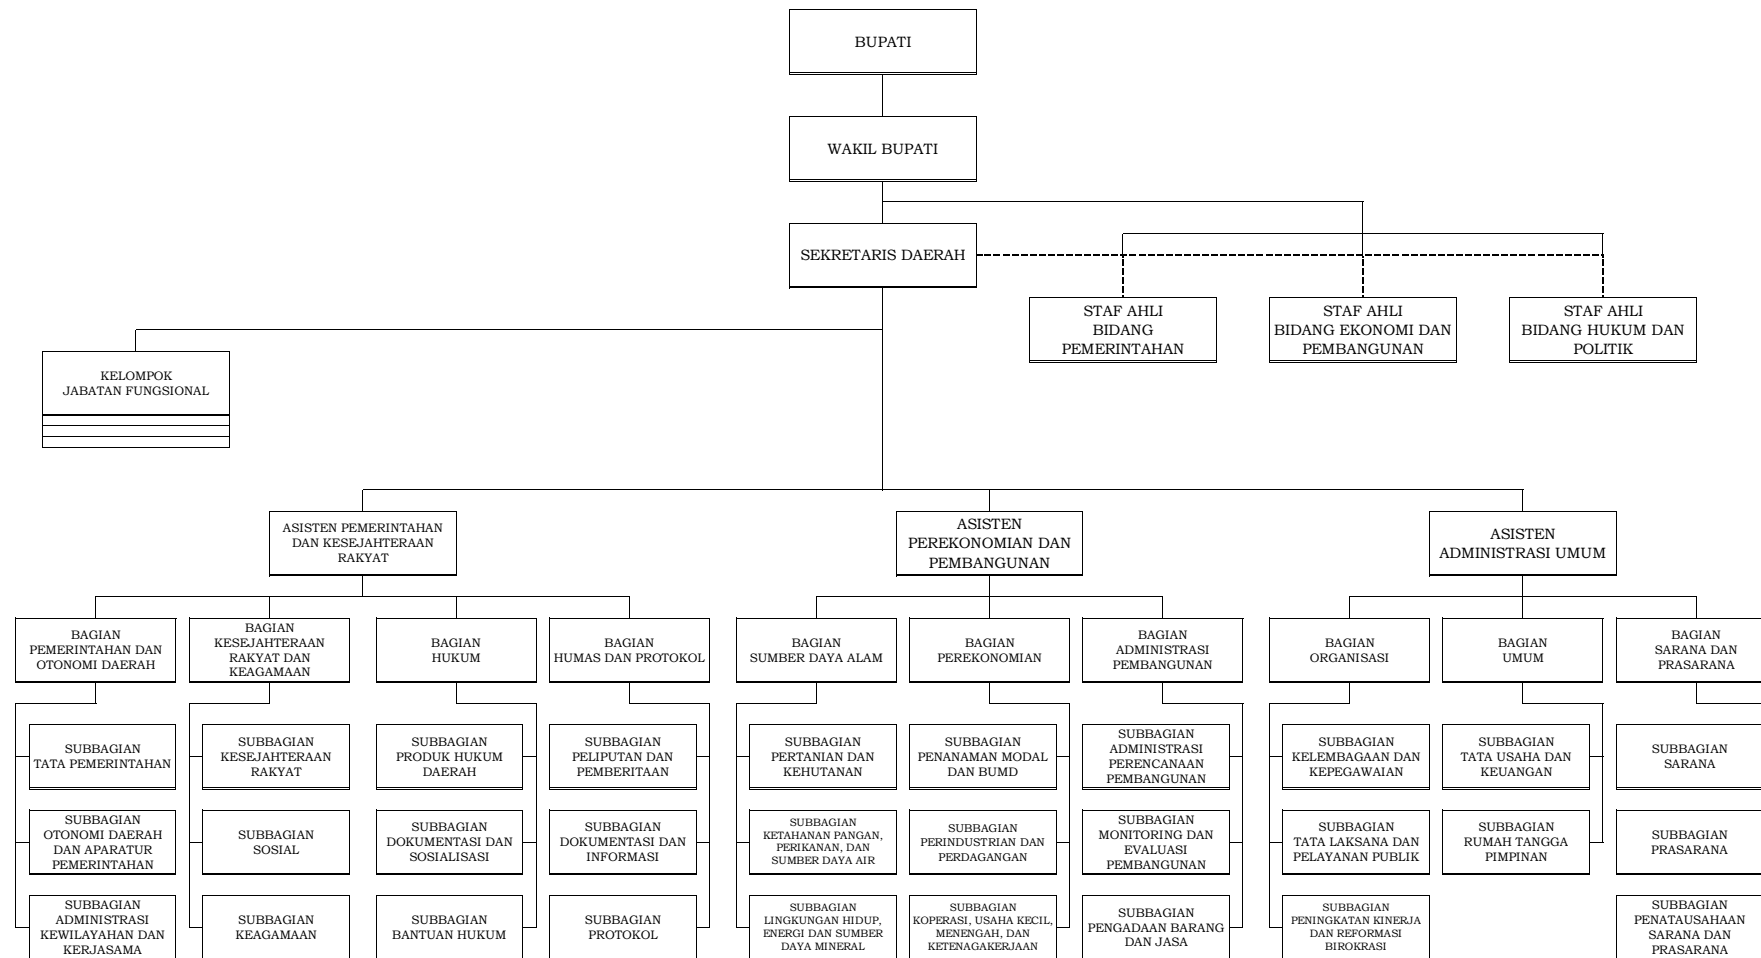 BUPATI
WAKIL BUPATI
SEKRETARIS DAERAH
STAF AHLI
BIDANG
PEMERINTAHAN
STAF AHLI
BIDANG EKONOMI DAN
PEMBANGUNAN
STAF AHLI
BIDANG HUKUM DAN
POLITIK
KELOMPOK
JABATAN FUNGSIONAL
ASISTEN PEMERINTAHAN
DAN KESEJAHTERAAN
RAKYAT
ASISTEN
PEREKONOMIAN DAN
PEMBANGUNAN
ASISTEN
ADMINISTRASI UMUM
BAGIAN
PEMERINTAHAN DAN
OTONOMI DAERAH
BAGIAN
KESEJAHTERAAN
RAKYAT DAN
KEAGAMAAN
BAGIAN
HUKUM
BAGIAN
HUMAS DAN PROTOKOL
BAGIAN
SUMBER DAYA ALAM
BAGIAN
PEREKONOMIAN
BAGIAN
ADMINISTRASI
PEMBANGUNAN
BAGIAN
ORGANISASI
BAGIAN
UMUM
BAGIAN
SARANA DAN
PRASARANA
SUBBAGIAN
TATA PEMERINTAHAN
SUBBAGIAN
KESEJAHTERAAN
RAKYAT
SUBBAGIAN
PRODUK HUKUM
DAERAH
SUBBAGIAN
PELIPUTAN DAN
PEMBERITAAN
SUBBAGIAN
PERTANIAN DAN
KEHUTANAN
SUBBAGIAN
PENANAMAN MODAL
DAN BUMD
SUBBAGIAN
ADMINISTRASI
PERENCANAAN
PEMBANGUNAN
SUBBAGIAN
KELEMBAGAAN DAN
KEPEGAWAIAN
SUBBAGIAN
TATA USAHA DAN
KEUANGAN
SUBBAGIAN
SARANA
SUBBAGIAN
OTONOMI DAERAH
DAN APARATUR
PEMERINTAHAN
SUBBAGIAN
SOSIAL
SUBBAGIAN
DOKUMENTASI DAN
SOSIALISASI
SUBBAGIAN
DOKUMENTASI DAN
INFORMASI
SUBBAGIAN
KETAHANAN PANGAN,
PERIKANAN, DAN
SUMBER DAYA AIR
SUBBAGIAN
PERINDUSTRIAN DAN
PERDAGANGAN
SUBBAGIAN
MONITORING DAN
EVALUASI
PEMBANGUNAN
SUBBAGIAN
TATA LAKSANA DAN
PELAYANAN PUBLIK
SUBBAGIAN
RUMAH TANGGA
PIMPINAN
SUBBAGIAN
PRASARANA
SUBBAGIAN
ADMINISTRASI
KEWILAYAHAN DAN
KERJASAMA
SUBBAGIAN
KEAGAMAAN
SUBBAGIAN
BANTUAN HUKUM
SUBBAGIAN
PROTOKOL
SUBBAGIAN
LINGKUNGAN HIDUP,
ENERGI DAN SUMBER
DAYA MINERAL
SUBBAGIAN
KOPERASI, USAHA KECIL,
MENENGAH, DAN
KETENAGAKERJAAN
SUBBAGIAN
PENGADAAN BARANG
DAN JASA
SUBBAGIAN
PENINGKATAN KINERJA
DAN REFORMASI
BIROKRASI
SUBBAGIAN
PENATAUSAHAAN
SARANA DAN
PRASARANA